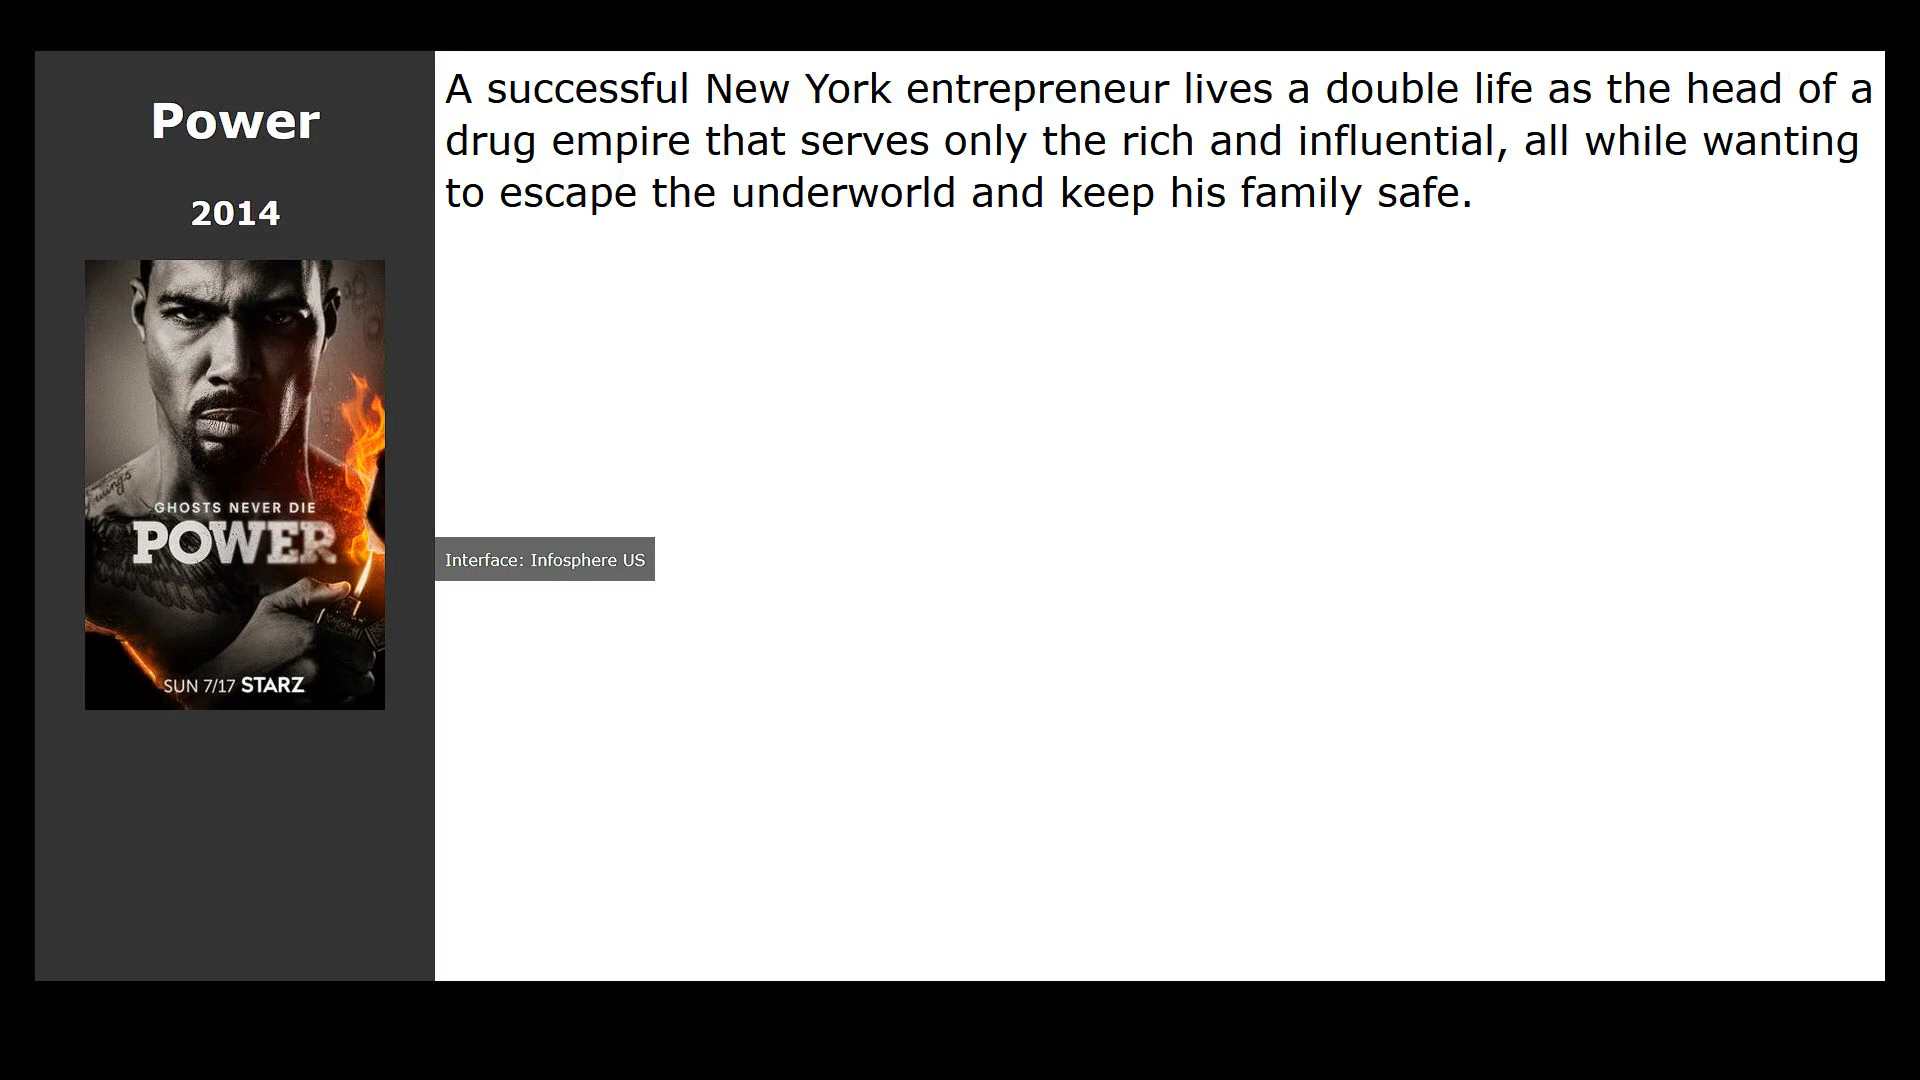 Power
2014
GHOSTS NEVER DIE
POWER
SUN 7/17 STARZ
A successful New York entrepreneur lives a double life as the head of a
drug empire that serves only the rich and influential, all while wanting
to escape the underworld and keep his family safe.
Interface: Infosphere US